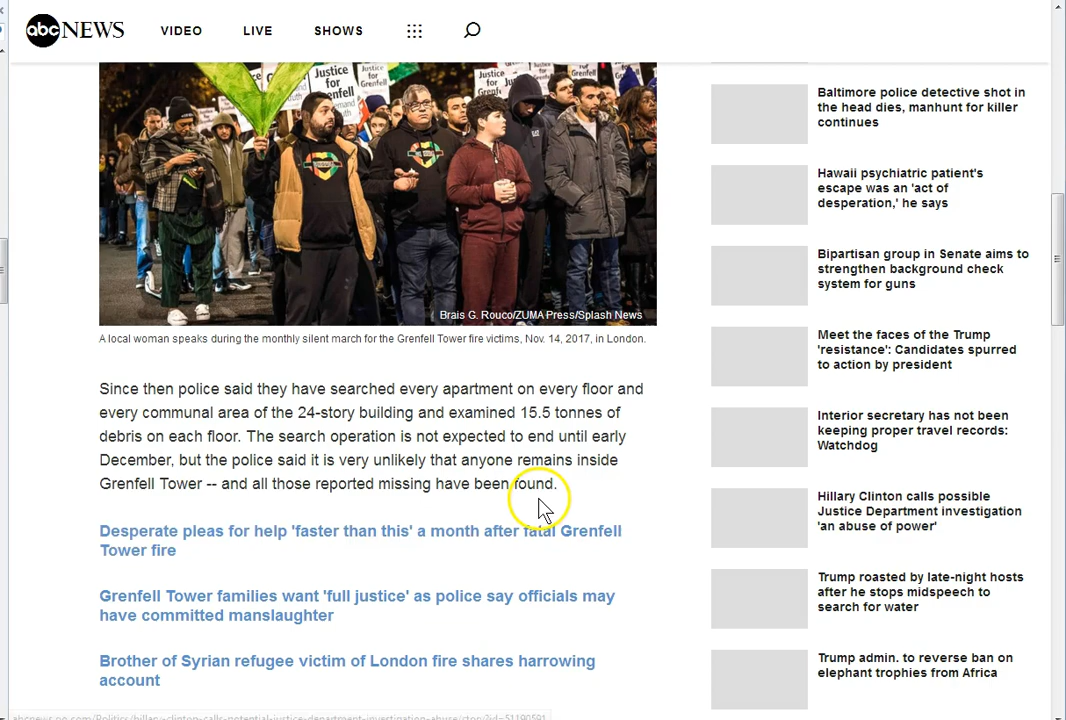 abc NEWS VIDEO LIVE SHOWS
Justice for
Justice for
Grenfell
Justice
for
Justice
for
Brais G. Rouco/ZUMA Press/Splash News
A local woman speaks during the monthly silent march for the Grenfell Tower fire victims, Nov. 14, 2017, in London.
Since then police said they have searched every apartment on every floor and
every communal area of the 24-story building and examined 15.5 tonnes of
debris on each floor. The search operation is not expected to end until early
December, but the police said it is very unlikely that anyone remains inside
Grenfell Tower -- and all those reported missing have been found.
Desperate pleas for help 'faster than this' a month after fatal Grenfell
Tower fire
Grenfell Tower families want 'full justice' as police say officials may
have committed manslaughter
Brother of Syrian refugee victim of London fire shares harrowing
account
Baltimore police detective shot in
the head dies, manhunt for killer
continues
Hawaii psychiatric patient's
escape was an 'act of
desperation,' he says
Bipartisan group in Senate aims to
strengthen background check
system for guns
Meet the faces of the Trump
'resistance': Candidates spurred
to action by president
Interior secretary has not been
keeping proper travel records:
Watchdog
Hillary Clinton calls possible
Justice Department investigation
'an abuse of power'
Trump roasted by late-night hosts
after he stops midspeech to
search for water
Trump admin. to reverse ban on
elephant trophies from Africa